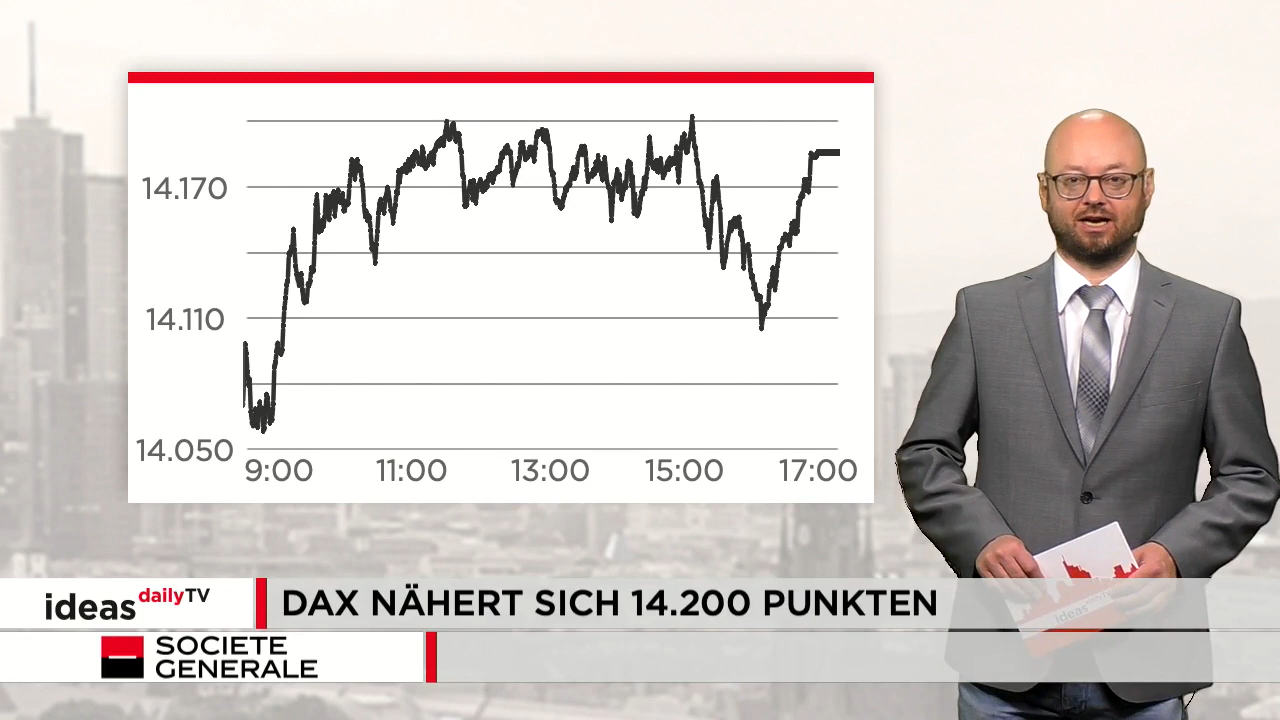 14.170
14.110
14.050
9:00 11:00 13:00 15:00 17:00
ideas dailyTV
DAX NÄHERT SICH 14.200 PUNKTEN
SOCIETE
GENERALE
ideas